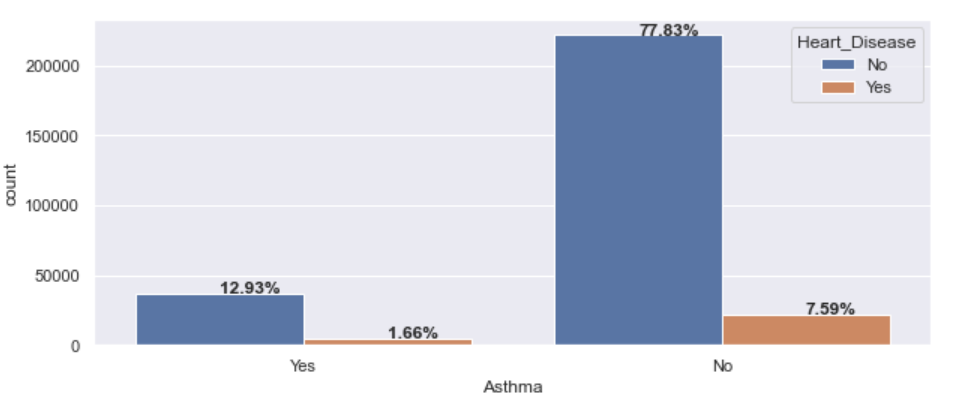 77.83%
Heart_Disease
No
Yes
200000
150000
count
100000
50000
12.93%
7.59%
1.66%
0
Yes
No
Asthma